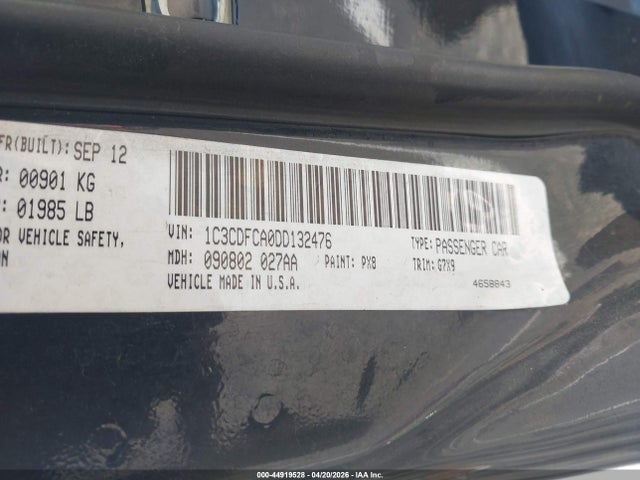 FR(BUILT): SEP 12
R: 00901 KG
: 01985 LB
OR VEHICLE SAFETY,
ON
VIN: 1C3CDFCA0DD132476 TYPE: PASSENGER CAR
MDH: 090802 027AA PAINT: PX8 TRIM: G7X9
VEHICLE MADE IN U.S.A. 4658843
000-44919528 - 04/20/2026 - IAA Inc.